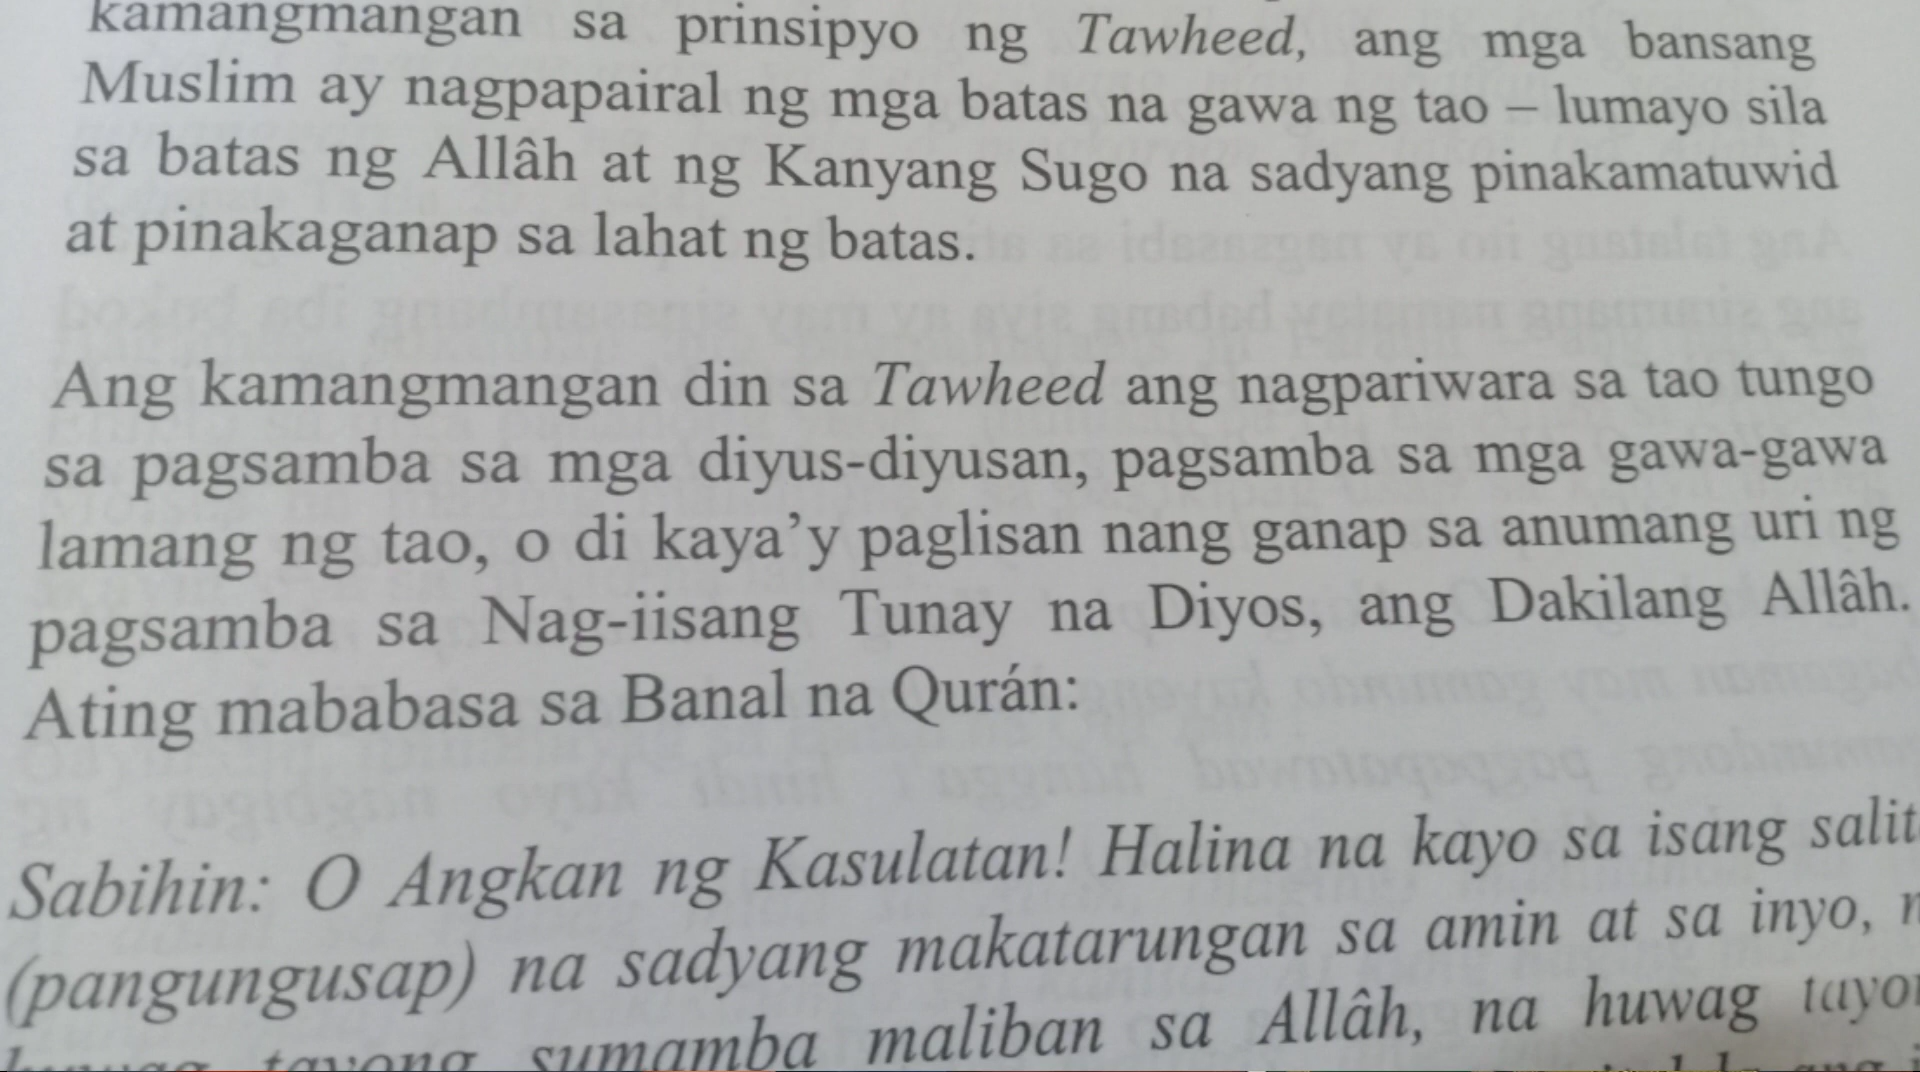 kamangmangan sa prinsipyo ng Tawheed, ang mga bansang
Muslim ay nagpapairal ng mga batas na gawa ng tao – lumayo sila
sa batas ng Allâh at ng Kanyang Sugo na sadyang pinakamatuwid
at pinakaganap sa lahat ng batas.
Ang kamangmangan din sa Tawheed ang nagpariwara sa tao tungo
sa pagsamba sa mga diyus-diyusan, pagsamba sa mga gawa-gawa
lamang ng tao, o di kaya’y paglisan nang ganap sa anumang uri ng
pagsamba sa Nag-iisang Tunay na Diyos, ang Dakilang Allâh.
Ating mababasa sa Banal na Qurán:
Sabihin: O Angkan ng Kasulatan! Halina na kayo sa isang
(pangungusap) na sadyang makatarungan sa amin at sa inyo,
tayong sumamba maliban sa Allâh, na huwag